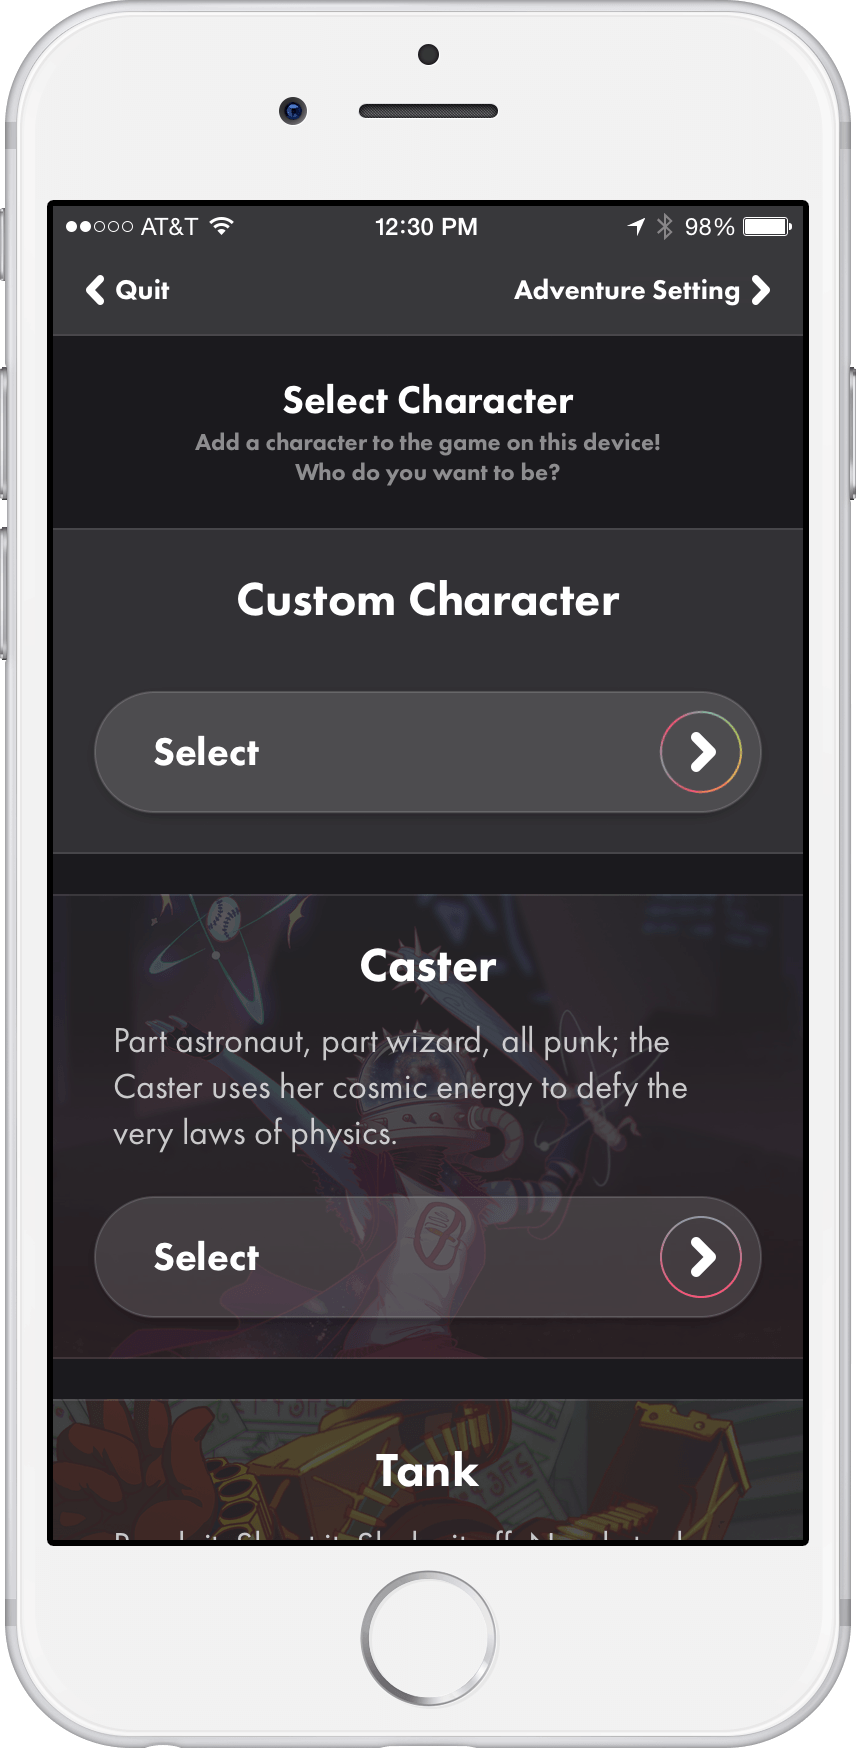 AT&T 12:30 PM 98%
Quit Adventure Setting
Select Character
Add a character to the game on this device!
Who do you want to be?
Custom Character
Select
Caster
Part astronaut, part wizard, all punk; the
Caster uses her cosmic energy to defy the
very laws of physics.
Select
Tank